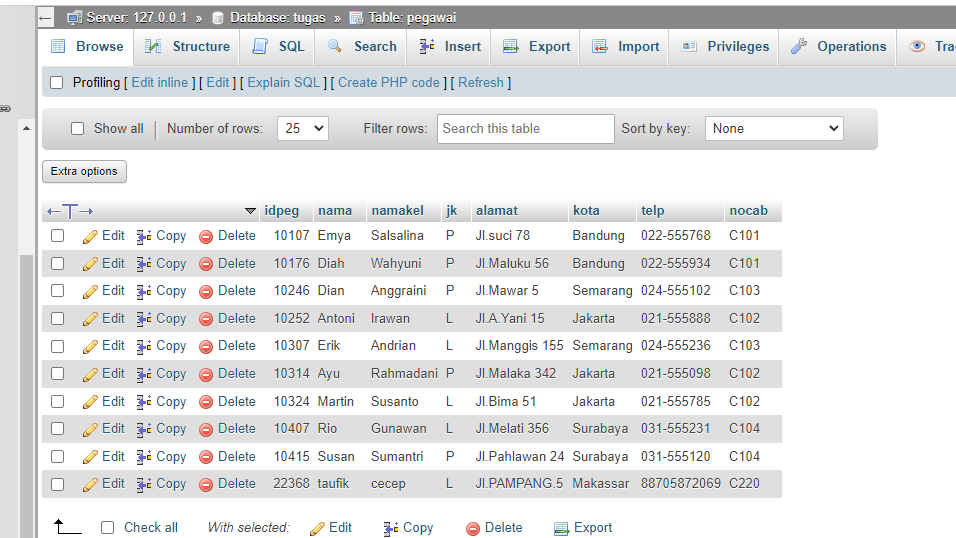 Server: 127.0.0.1 » Database: tugas » Table: pegawai
Browse Structure SQL Search Insert Export Import Privileges Operations Tra
Profiling [ Edit inline ] [ Edit ] [ Explain SQL ] [ Create PHP code ] [ Refresh ]
Show all Number of rows: 25 Filter rows: Search this table Sort by key: None
Extra options
idpeg nama namakel jk alamat kota telp nocab
Edit Copy Delete 10107 Emya Salsalina P Jl.suci 78 Bandung 022-555768 C101
Edit Copy Delete 10176 Diah Wahyuni P Jl.Maluku 56 Bandung 022-555934 C101
Edit Copy Delete 10246 Dian Anggraini P Jl.Mawar 5 Semarang 024-555102 C103
Edit Copy Delete 10252 Antoni Irawan L Jl.A.Yani 15 Jakarta 021-555888 C102
Edit Copy Delete 10307 Erik Andrian L Jl.Manggis 155 Semarang 024-555236 C103
Edit Copy Delete 10314 Ayu Rahmadani P Jl.Malaka 342 Jakarta 021-555098 C102
Edit Copy Delete 10324 Martin Susanto L Jl.Bima 51 Jakarta 021-555785 C102
Edit Copy Delete 10407 Rio Gunawan L Jl.Melati 356 Surabaya 031-555231 C104
Edit Copy Delete 10415 Susan Sumantri P Jl.Pahlawan 24 Surabaya 031-555120 C104
Edit Copy Delete 22368 taufik cecep L Jl.PAMPANG.5 Makassar 88705872069 C220
Check all With selected: Edit Copy Delete Export